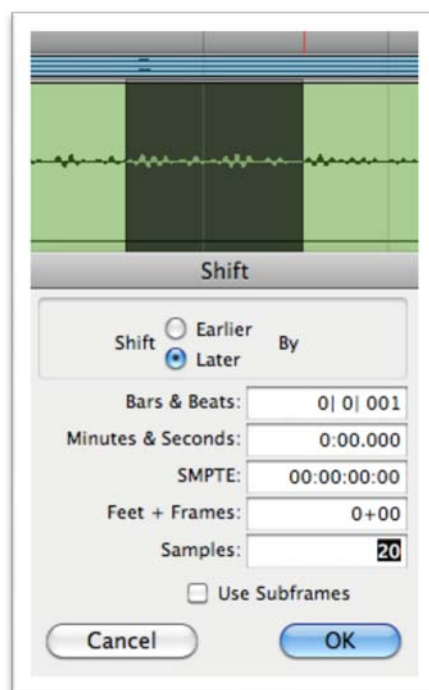 Shift
Earlier
Shift By
Later
Bars & Beats: 0| 0| 001
Minutes & Seconds: 0:00.000
SMPTE: 00:00:00:00
Feet + Frames: 0+00
Samples: 20
Use Subframes
Cancel OK